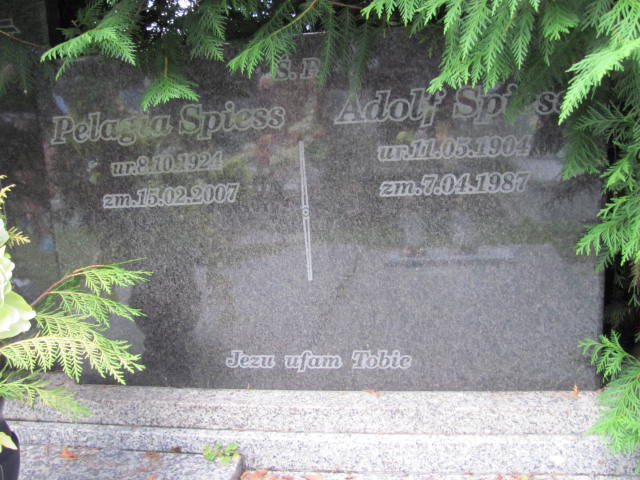 Ś. P.
Pelagia Spiess
ur.8.10.1924
zm.15.02.2007
Adolf Spiess
ur.11.05.1904
zm.7.04.1987
Jezu ufam Tobie